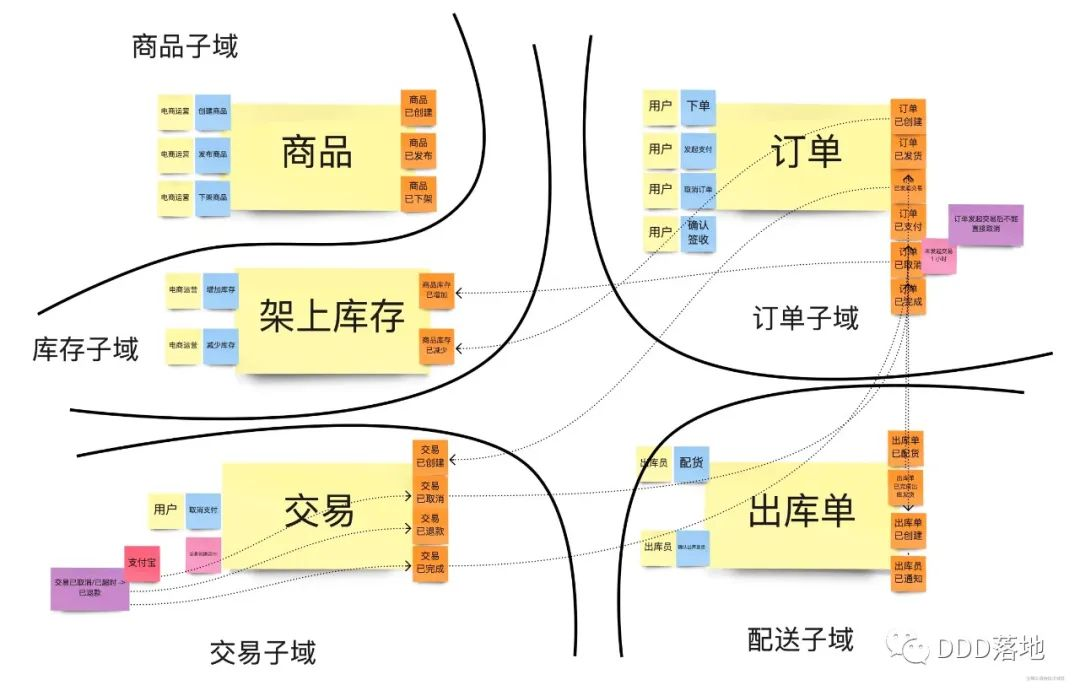 商品子域
电商运营
创建商品
电商运营
发布商品
电商运营
下架商品
商品
商品
已创建
商品
已发布
商品
已下架
库存子域
电商运营
增加库存
电商运营
减少库存
架上库存
商品库存
已增加
商品库存
已减少
用户
下单
用户
发起支付
用户
取消订单
用户
确认
签收
订单
订单
已创建
订单
已发货
已发起交易
订单
已支付
订单
已取消
订单
已完成
未发起交易
1小时
订单发起交易后不能
直接取消
订单子域
用户
取消支付
支付宝
交易已取消/已超时 ->
已退款
交易
交易
已创建
交易
已取消
交易
已退款
交易
已完成
交易子域
出库员
配货
出库员
出库单
出库单
已配货
出库单
出库单
已创建
出库员
已通知
配送子域
DDD落地